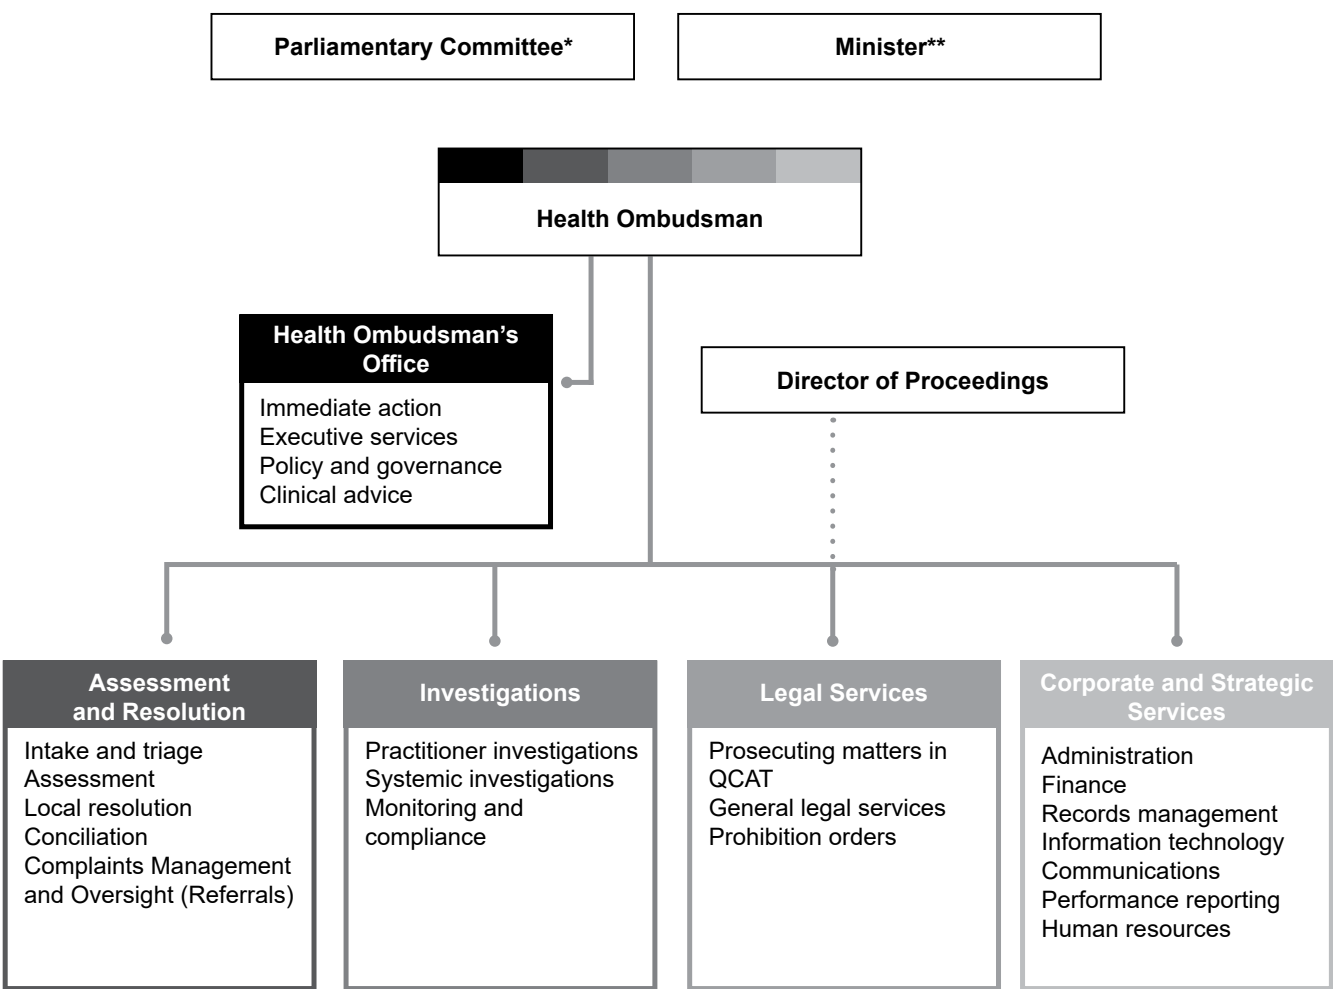 Parliamentary Committee*
Minister**
Health Ombudsman
Health Ombudsman’s
Office
Immediate action
Executive services
Policy and governance
Clinical advice
Director of Proceedings
Assessment
and Resolution
Intake and triage
Assessment
Local resolution
Conciliation
Complaints Management
and Oversight (Referrals)
Investigations
Practitioner investigations
Systemic investigations
Monitoring and
compliance
Legal Services
Prosecuting matters in
QCAT
General legal services
Prohibition orders
Corporate and Strategic
Services
Administration
Finance
Records management
Information technology
Communications
Performance reporting
Human resources